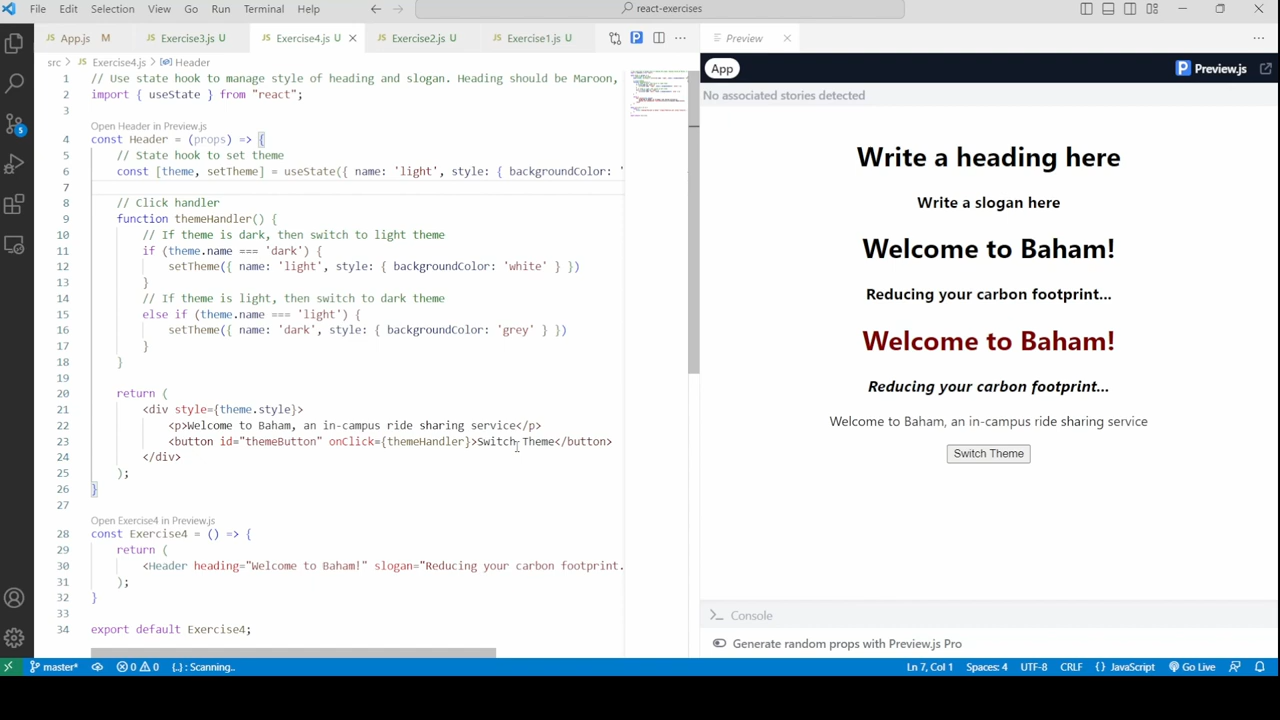 File Edit Selection View Go Run Terminal Help react-exercises
App.js M Exercise3.js U Exercise4.js U Exercise2.js U Exercise1.js U
src > Exercise4.js > Header
1 // Use state hook to manage style of heading and slogan. Heading should be Maroon,
2 import { useState } from "react";
3
Open Header in Preview.js
4 const Header = (props) => {
5 // State hook to set theme
6 const [theme, setTheme] = useState({ name: 'light', style: { backgroundColor: '
7
8 // Click handler
9 function themeHandler() {
10 // If theme is dark, then switch to light theme
11 if (theme.name === 'dark') {
12 setTheme({ name: 'light', style: { backgroundColor: 'white' } })
13 }
14 // If theme is light, then switch to dark theme
15 else if (theme.name === 'light') {
16 setTheme({ name: 'dark', style: { backgroundColor: 'grey' } })
17 }
18 }
19
20 return (
21 <div style={theme.style}>
22 <p>Welcome to Baham, an in-campus ride sharing service</p>
23 <button id="themeButton" onClick={themeHandler}>Switch Theme</button>
24 </div>
25 );
26 }
27
Open Exercise4 in Preview.js
28 const Exercise4 = () => {
29 return (
30 <Header heading="Welcome to Baham!" slogan="Reducing your carbon footprint.
31 );
32 }
33
34 export default Exercise4;
Preview
App Preview.js
No associated stories detected
Write a heading here
Write a slogan here
Welcome to Baham!
Reducing your carbon footprint...
Welcome to Baham!
Reducing your carbon footprint...
Welcome to Baham, an in-campus ride sharing service
Switch Theme
Console
Generate random props with Preview.js Pro
5
master* 0 0 {..} : Scanning.. Ln 7, Col 1 Spaces: 4 UTF-8 CRLF {} JavaScript Go Live